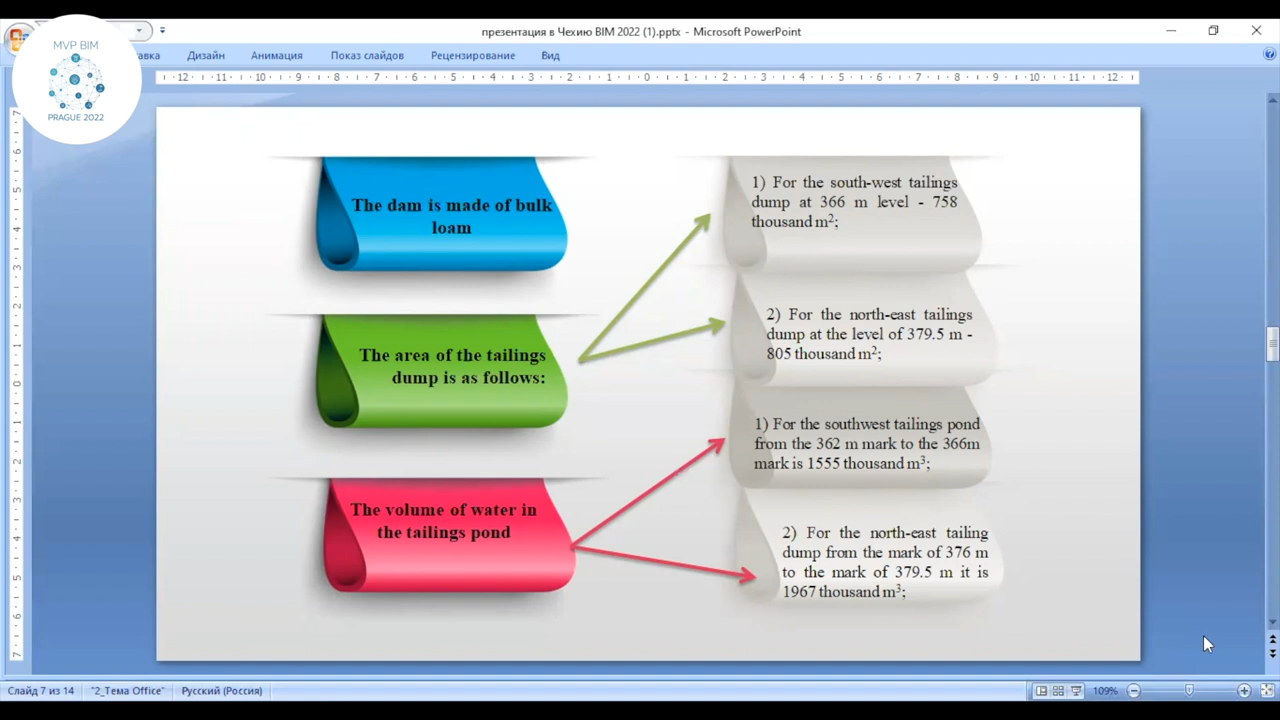 презентация в Чехию BIM 2022 (1).pptx - Microsoft PowerPoint
MVP BIM
PRAGUE 2022
Дизайн Анимация Показ слайдов Рецензирование Вид
The dam is made of bulk
loam
The area of the tailings
dump is as follows:
The volume of water in
the tailings pond
1) For the south-west tailings
dump at 366 m level - 758
thousand m²;
2) For the north-east tailings
dump at the level of 379.5 m -
805 thousand m²;
1) For the southwest tailings pond
from the 362 m mark to the 366m
mark is 1555 thousand m³;
2) For the north-east tailing
dump from the mark of 376 m
to the mark of 379.5 m it is
1967 thousand m³;
Слайд 7 из 14 "2_Тема Office" Русский (Россия) 109%